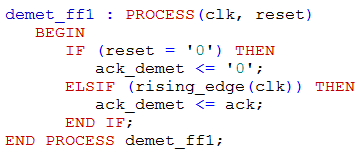 demet_ff1 : PROCESS(clk, reset)
BEGIN
IF (reset = '0') THEN
ack_demet <= '0';
ELSIF (rising_edge(clk)) THEN
ack_demet <= ack;
END IF;
END PROCESS demet_ff1;